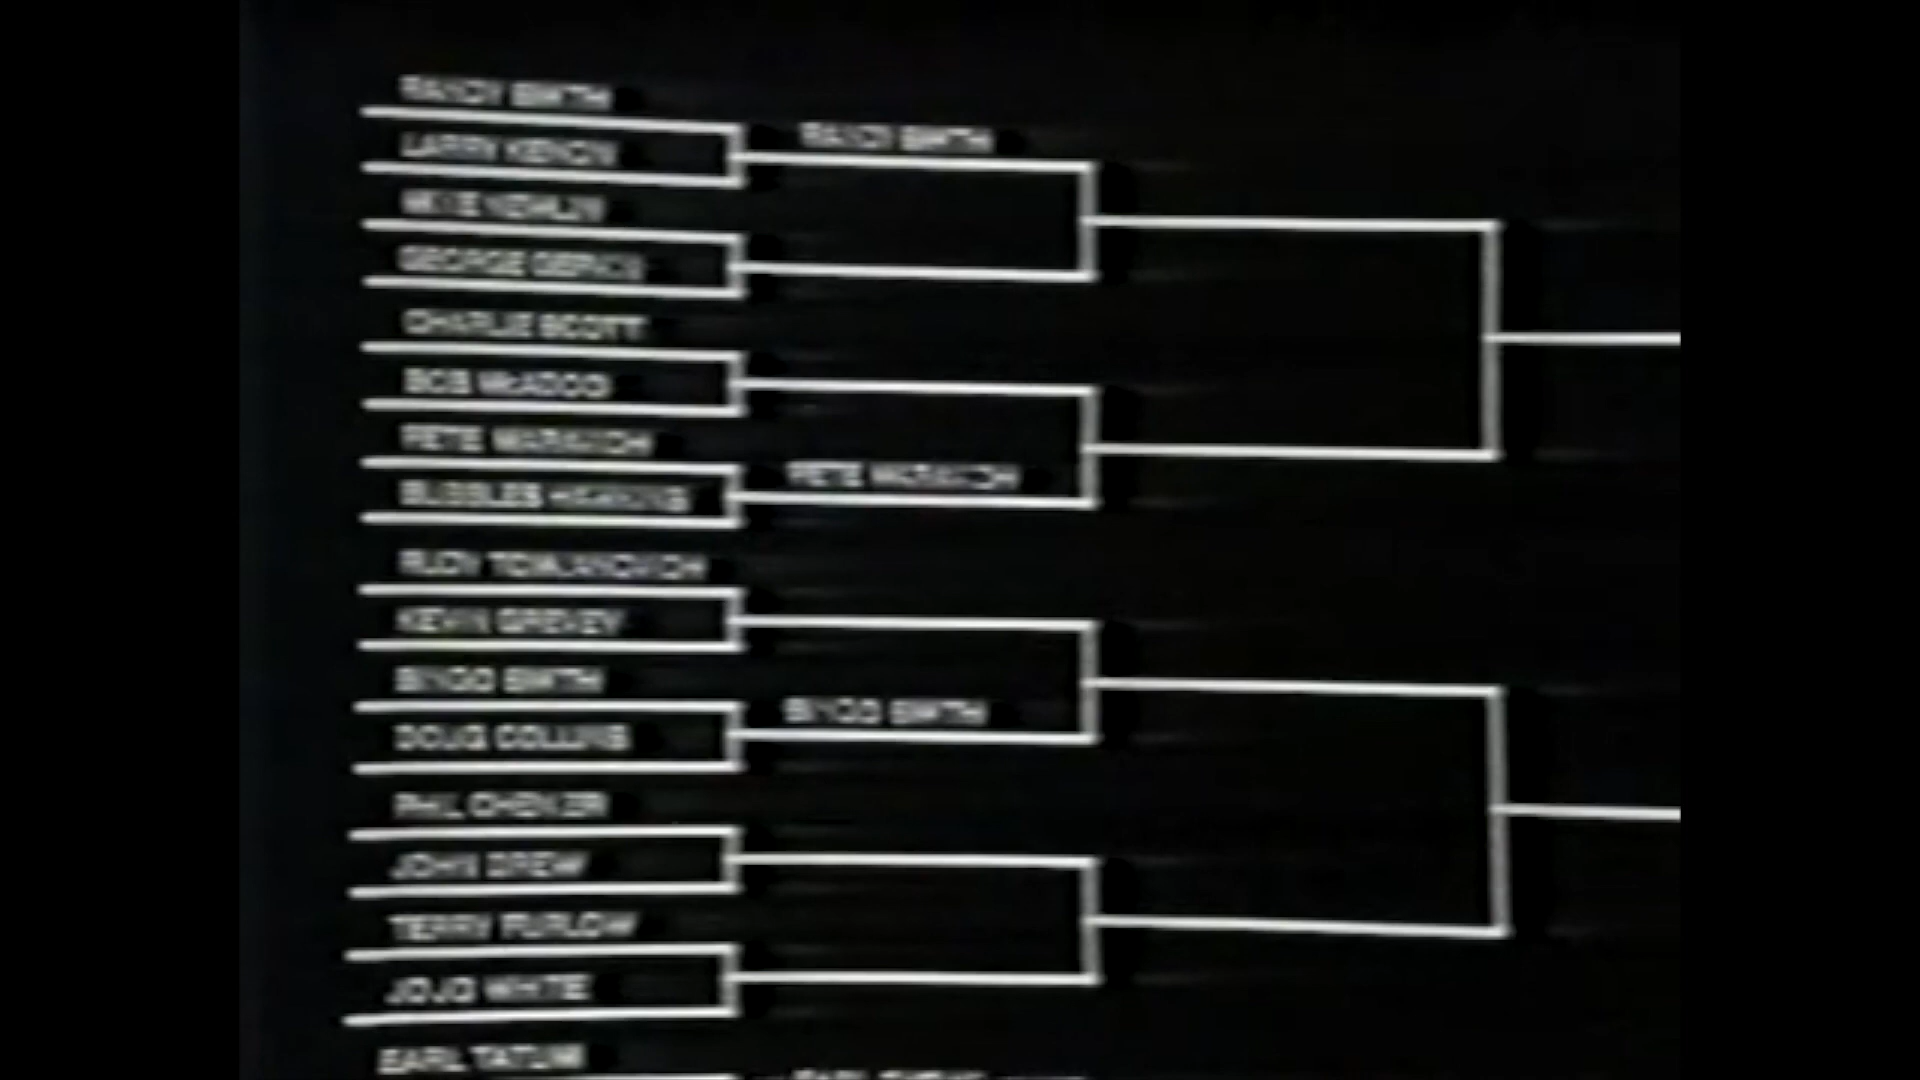 RANDY SMITH
LARRY KENON
RANDY SMITH
MIKE NEWLIN
GEORGE GERVIN
CHARLIE SCOTT
BOB McADOO
PETE MARAVICH
BUBBLES HAWKINS
PETE MARAVICH
RUDY TOMJANOVICH
KEVIN GREVEY
BINGO SMITH
DOUG COLLINS
BINGO SMITH
PHIL CHENIER
JOHN DREW
TERRY FURLOW
JOJO WHITE
EARL TATUM
EARL TATUM